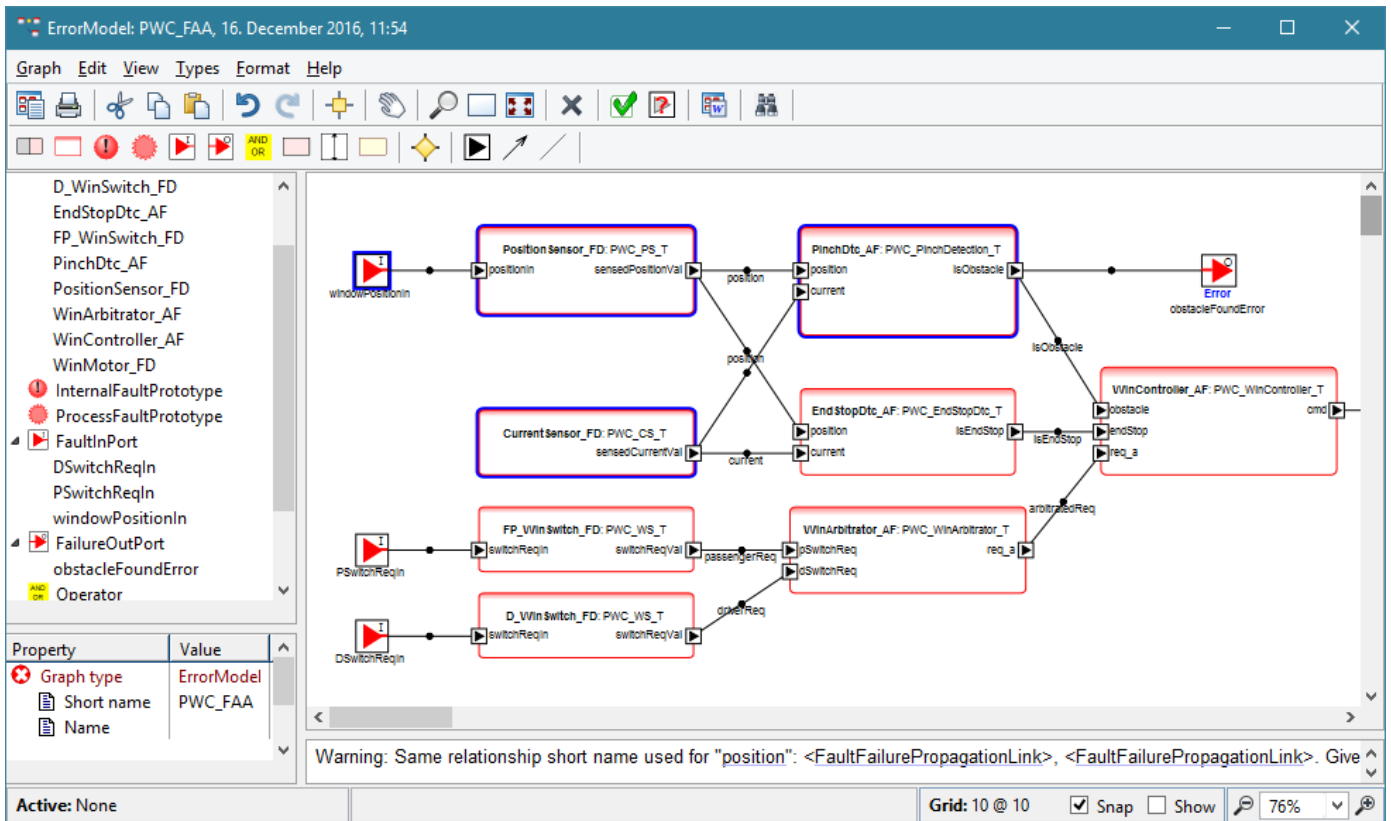 ErrorModel: PWC_FAA, 16. December 2016, 11:54
Graph Edit View Types Format Help
AND
OR
D_WinSwitch_FD
EndStopDtc_AF
FP_WinSwitch_FD
PinchDtc_AF
PositionSensor_FD
WinArbitrator_AF
WinController_AF
WinMotor_FD
InternalFaultPrototype
ProcessFaultPrototype
FaultInPort
DSwitchReqIn
PSwitchReqIn
windowPositionIn
FailureOutPort
obstacleFoundError
Operator
Property Value
Graph type ErrorModel
Short name PWC_FAA
Name
I
windowPositionIn
PositionSensor_FD: PWC_PS_T
positionIn sensedPositionVal
position
PinchDtc_AF: PWC_PinchDetection_T
position isObstacle
current
O
Error
obstacleFoundError
position
isObstacle
CurrentSensor_FD: PWC_CS_T
sensedCurrentVal
current
EndStopDtc_AF: PWC_EndStopDtc_T
position isEndStop
current
isEndStop
WinController_AF: PWC_WinController_T
obstacle cmd
endStop
req_a
arbitratedReq
I
PSwitchReqIn
FP_WinSwitch_FD: PWC_WS_T
switchReqIn switchReqVal
passengerReq
WinArbitrator_AF: PWC_WinArbitrator_T
pSwitchReq req_a
dSwitchReq
I
DSwitchReqIn
D_WinSwitch_FD: PWC_WS_T
switchReqIn switchReqVal
driverReq
Warning: Same relationship short name used for "position": <FaultFailurePropagationLink>, <FaultFailurePropagationLink>. Give
Active: None
Grid: 10 @ 10 Snap Show 76%